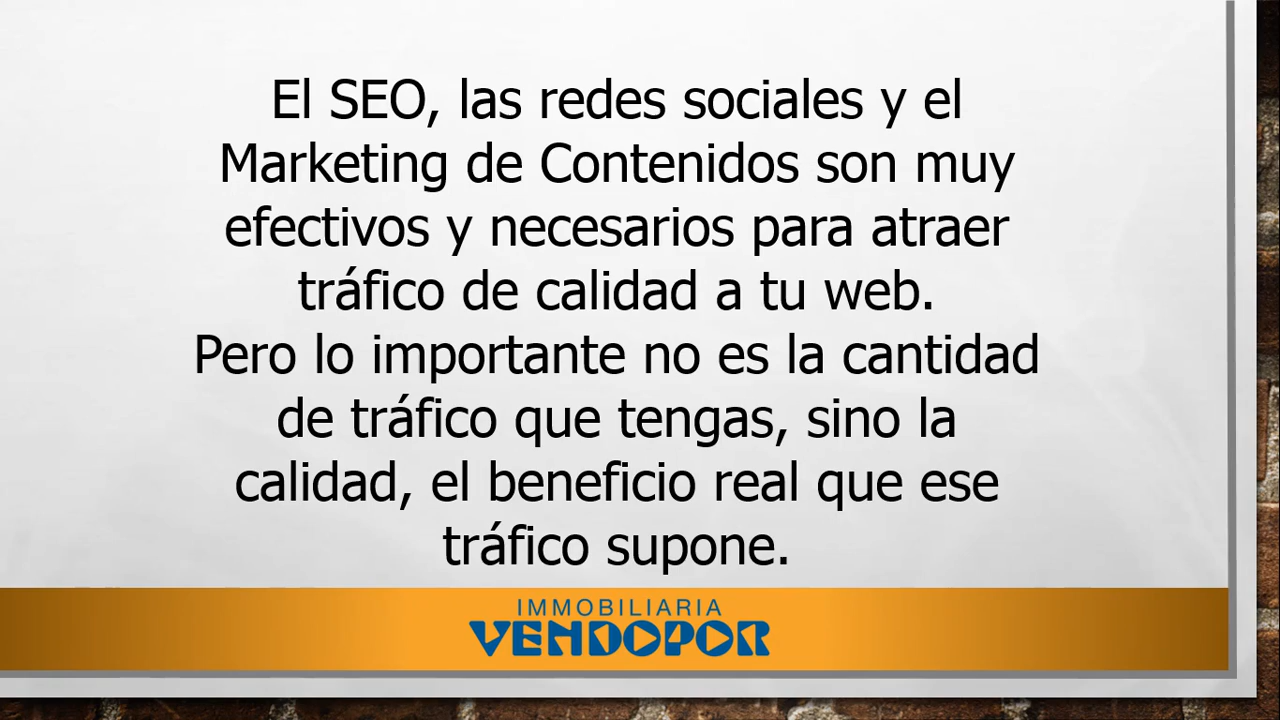 El SEO, las redes sociales y el
Marketing de Contenidos son muy
efectivos y necesarios para atraer
tráfico de calidad a tu web.
Pero lo importante no es la cantidad
de tráfico que tengas, sino la
calidad, el beneficio real que ese
tráfico supone.
IMMOBILIARIA
VENDOPOR